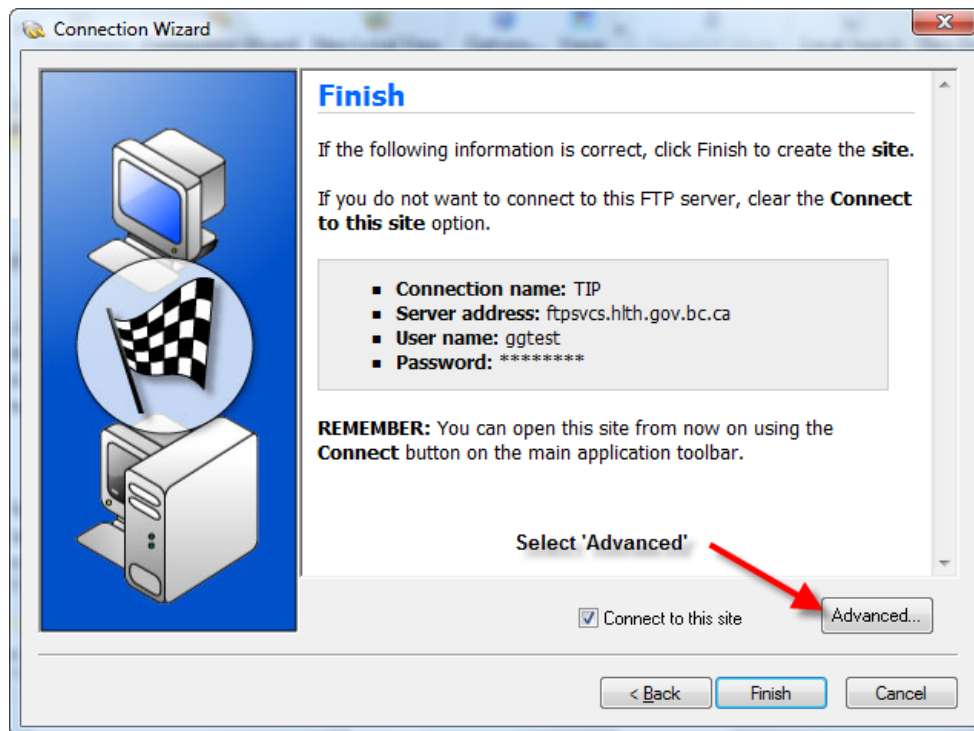 Connection Wizard
Finish
If the following information is correct, click Finish to create the site.
If you do not want to connect to this FTP server, clear the Connect
to this site option.
▪ Connection name: TIP
▪ Server address: ftpsvcs.hlth.gov.bc.ca
▪ User name: ggtest
▪ Password: ********
REMEMBER: You can open this site from now on using the
Connect button on the main application toolbar.
Select 'Advanced'
Connect to this site
Advanced...
< Back
Finish
Cancel